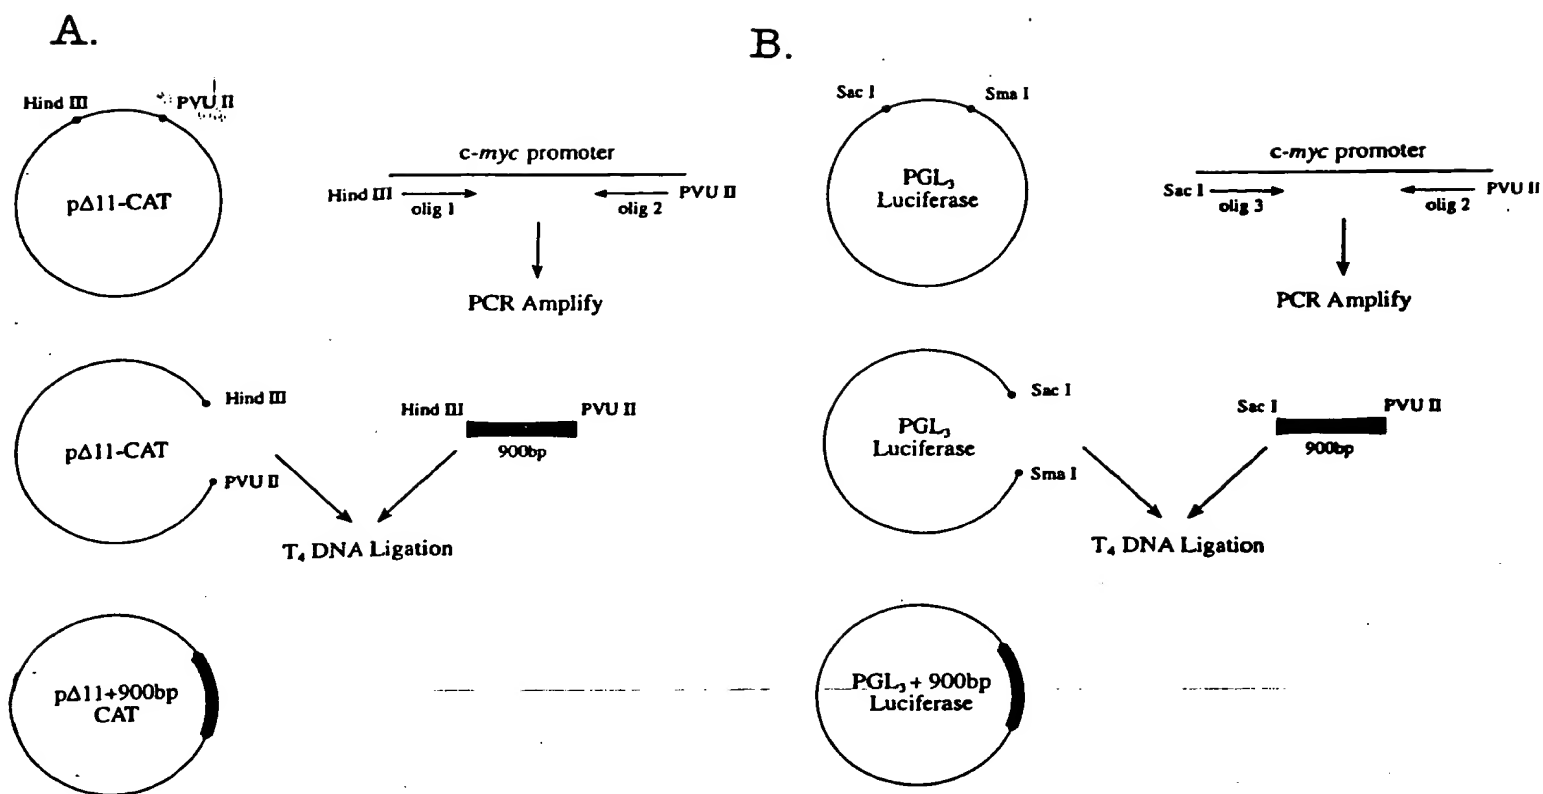 A.
Hind III
PVU II
pΔ11-CAT
c-myc promoter
Hind III
olig 1
olig 2
PVU II
PCR Amplify
pΔ11-CAT
Hind III
PVU II
Hind III
PVU II
900bp
T₄ DNA Ligation
pΔ11+900bp
CAT
B.
Sac I
Sma I
PGL₃
Luciferase
c-myc promoter
Sac I
olig 3
olig 2
PVU II
PCR Amplify
PGL₃
Luciferase
Sac I
Sma I
Sac I
PVU II
900bp
T₄ DNA Ligation
PGL₃ + 900bp
Luciferase